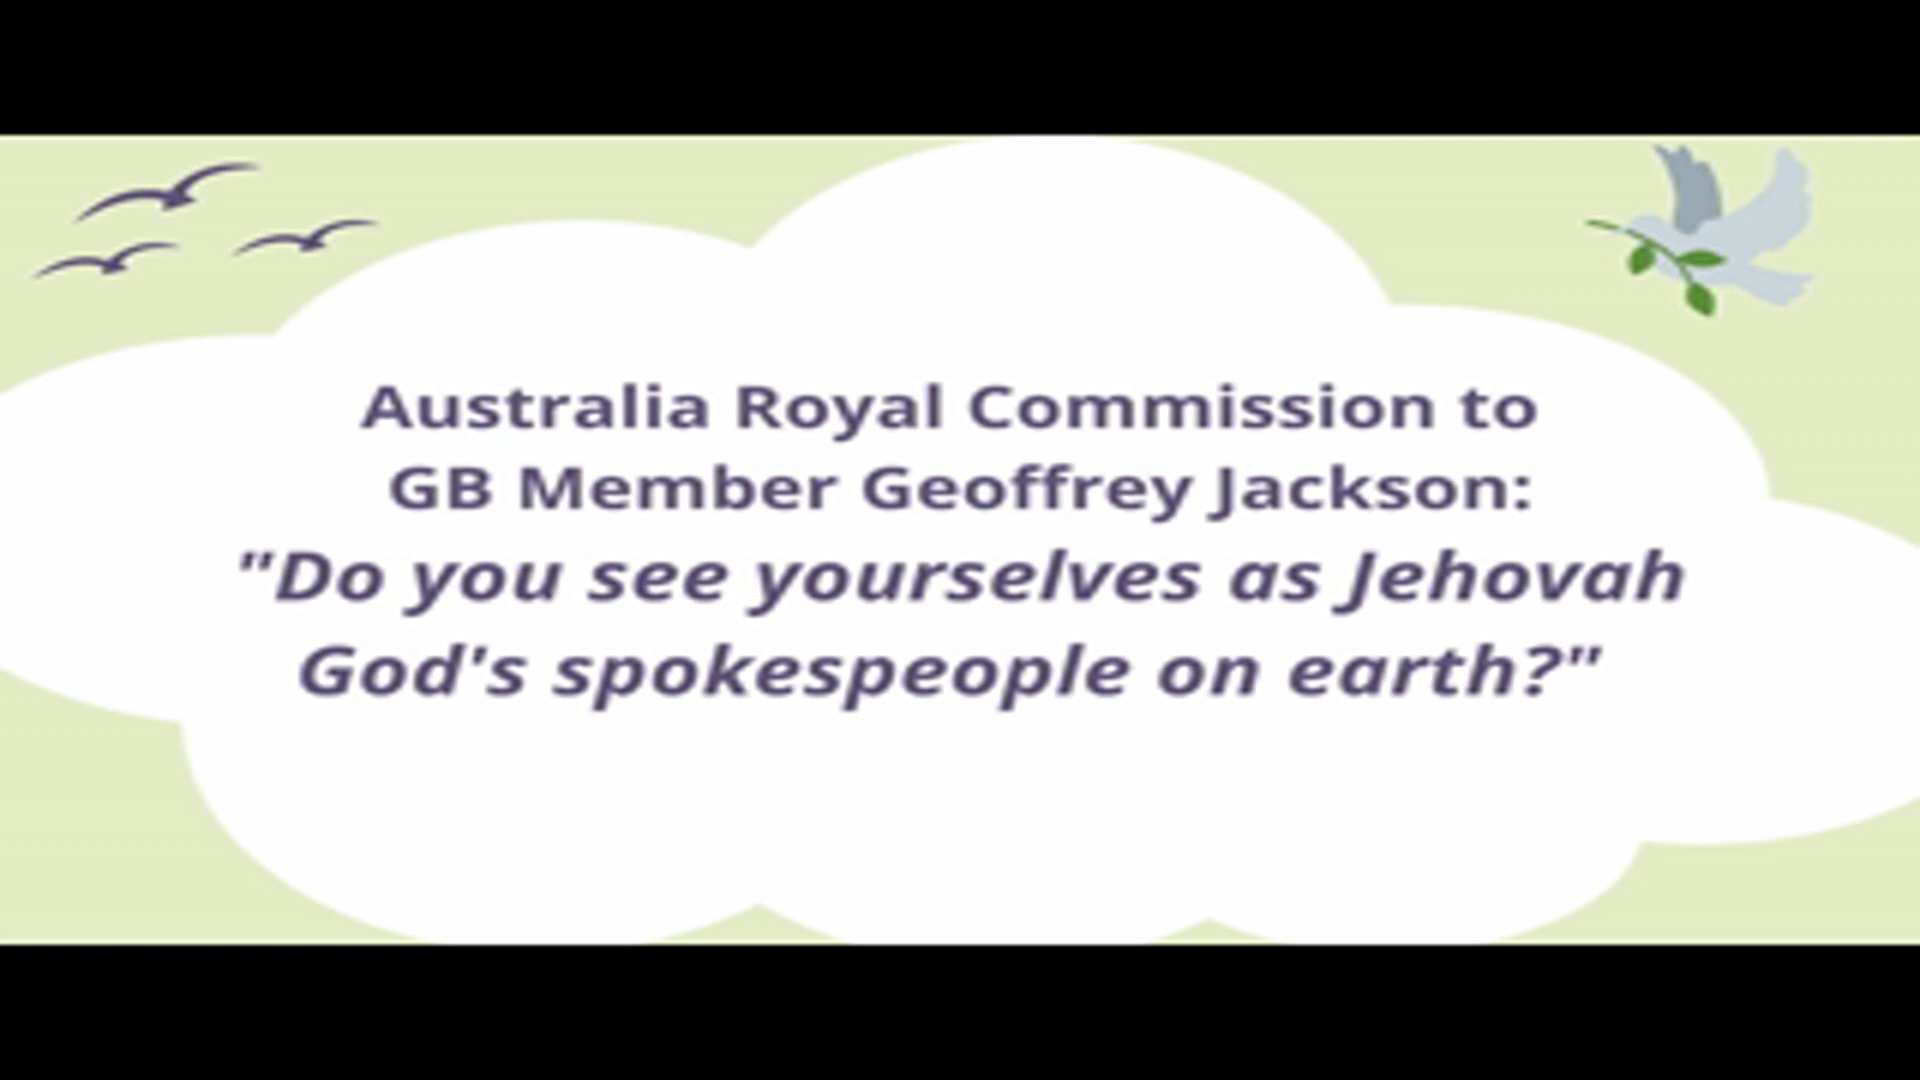 Australia Royal Commission to
GB Member Geoffrey Jackson:
"Do you see yourselves as Jehovah
God's spokespeople on earth?"